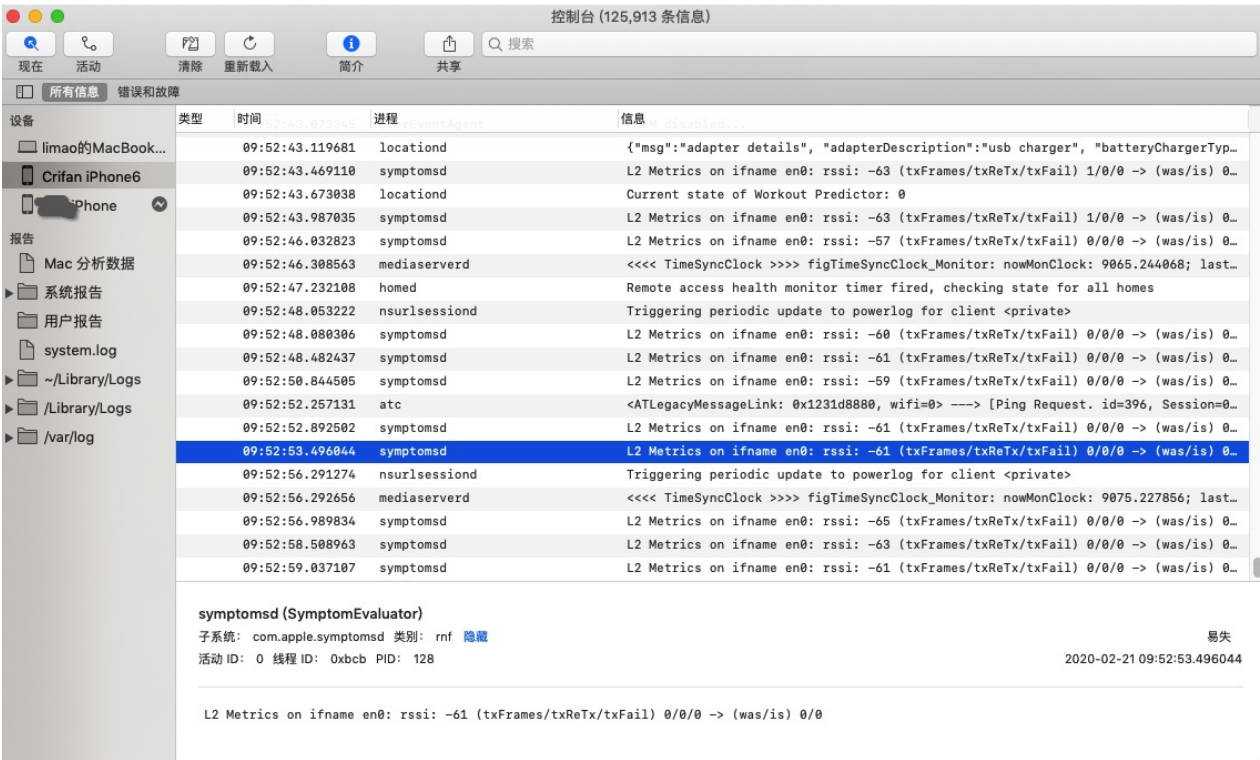 控制台 (125,913 条信息)
搜索
现在 活动 清除 重新载入 简介 共享
所有信息 错误和故障
设备
limao的MacBook...
Crifan iPhone6
iPhone
报告
Mac 分析数据
系统报告
用户报告
system.log
~/Library/Logs
/Library/Logs
/var/log
类型 时间 进程 信息
09:52:43.119681 locationd {"msg":"adapter details", "adapterDescription":"usb charger", "batteryChargerTyp…
09:52:43.469110 symptomsd L2 Metrics on ifname en0: rssi: -63 (txFrames/txReTx/txFail) 1/0/0 -> (was/is) 0…
09:52:43.673038 locationd Current state of Workout Predictor: 0
09:52:43.987035 symptomsd L2 Metrics on ifname en0: rssi: -63 (txFrames/txReTx/txFail) 1/0/0 -> (was/is) 0…
09:52:46.032823 symptomsd L2 Metrics on ifname en0: rssi: -57 (txFrames/txReTx/txFail) 0/0/0 -> (was/is) 0…
09:52:46.308563 mediaserverd <<<< TimeSyncClock >>>> figTimeSyncClock_Monitor: nowMonClock: 9065.244068; last…
09:52:47.232108 homed Remote access health monitor timer fired, checking state for all homes
09:52:48.053222 nsurlsessiond Triggering periodic update to powerlog for client <private>
09:52:48.080306 symptomsd L2 Metrics on ifname en0: rssi: -60 (txFrames/txReTx/txFail) 0/0/0 -> (was/is) 0…
09:52:48.482437 symptomsd L2 Metrics on ifname en0: rssi: -61 (txFrames/txReTx/txFail) 0/0/0 -> (was/is) 0…
09:52:50.844505 symptomsd L2 Metrics on ifname en0: rssi: -59 (txFrames/txReTx/txFail) 0/0/0 -> (was/is) 0…
09:52:52.257131 atc <ATLegacyMessageLink: 0x1231d8880, wifi=0> ---> [Ping Request. id=396, Session=0…
09:52:52.892502 symptomsd L2 Metrics on ifname en0: rssi: -61 (txFrames/txReTx/txFail) 0/0/0 -> (was/is) 0…
09:52:53.496044 symptomsd L2 Metrics on ifname en0: rssi: -61 (txFrames/txReTx/txFail) 0/0/0 -> (was/is) 0…
09:52:56.291274 nsurlsessiond Triggering periodic update to powerlog for client <private>
09:52:56.292656 mediaserverd <<<< TimeSyncClock >>>> figTimeSyncClock_Monitor: nowMonClock: 9075.227856; last…
09:52:56.989834 symptomsd L2 Metrics on ifname en0: rssi: -65 (txFrames/txReTx/txFail) 0/0/0 -> (was/is) 0…
09:52:58.508963 symptomsd L2 Metrics on ifname en0: rssi: -63 (txFrames/txReTx/txFail) 0/0/0 -> (was/is) 0…
09:52:59.037107 symptomsd L2 Metrics on ifname en0: rssi: -61 (txFrames/txReTx/txFail) 0/0/0 -> (was/is) 0…
symptomsd (SymptomEvaluator)
子系统： com.apple.symptomsd 类别： rnf 隐藏 易失
活动 ID： 0 线程 ID： 0xbcb PID： 128 2020-02-21 09:52:53.496044
L2 Metrics on ifname en0: rssi: -61 (txFrames/txReTx/txFail) 0/0/0 -> (was/is) 0/0